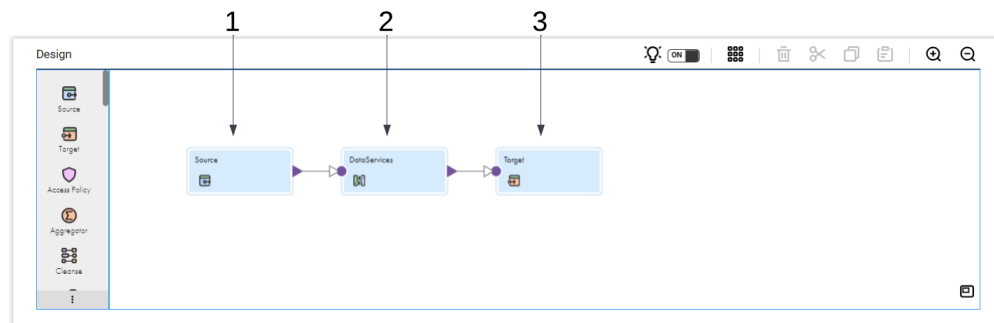 1 2 3
Design
ON
Source
Target
Access Policy
Aggregator
Cleanse
Source
DataServices
Target